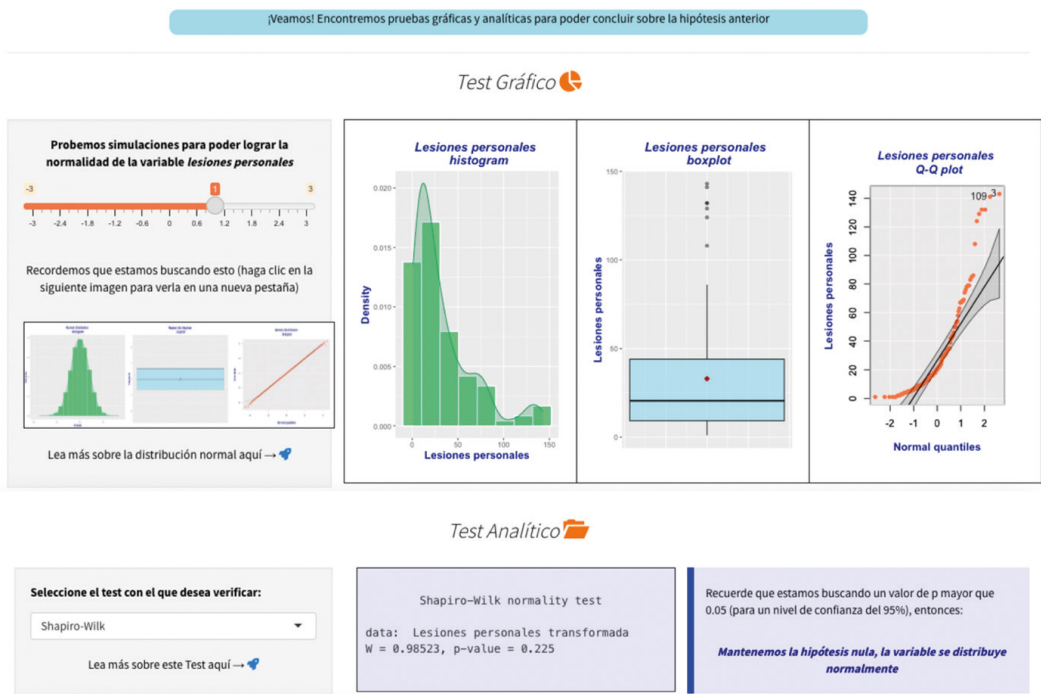 ¡Veamos! Encontremos pruebas gráficas y analíticas para poder concluir sobre la hipótesis anterior
Test Gráfico
Probemos simulaciones para poder lograr la
normalidad de la variable lesiones personales
-3 1 3
-3 -2.4 -1.8 -1.2 -0.6 0 0.6 1.2 1.8 2.4 3
Recordemos que estamos buscando esto (haga clic en la
siguiente imagen para verla en una nueva pestaña)
Lea más sobre la distribución normal aquí →
Lesiones personales
histogram
0.020
0.015
0.010
0.005
0.000
Density
0 50 100 150
Lesiones personales
Lesiones personales
boxplot
150
100
50
0
Lesiones personales
Lesiones personales
Q-Q plot
109 3
140
120
100
80
60
40
20
0
Lesiones personales
-2 -1 0 1 2
Normal quantiles
Test Analítico
Seleccione el test con el que desea verificar:
Shapiro-Wilk
Lea más sobre este Test aquí →
Shapiro-Wilk normality test
data: Lesiones personales transformada
W = 0.98523, p-value = 0.225
Recuerde que estamos buscando un valor de p mayor que
0.05 (para un nivel de confianza del 95%), entonces:
Mantenemos la hipótesis nula, la variable se distribuye
normalmente